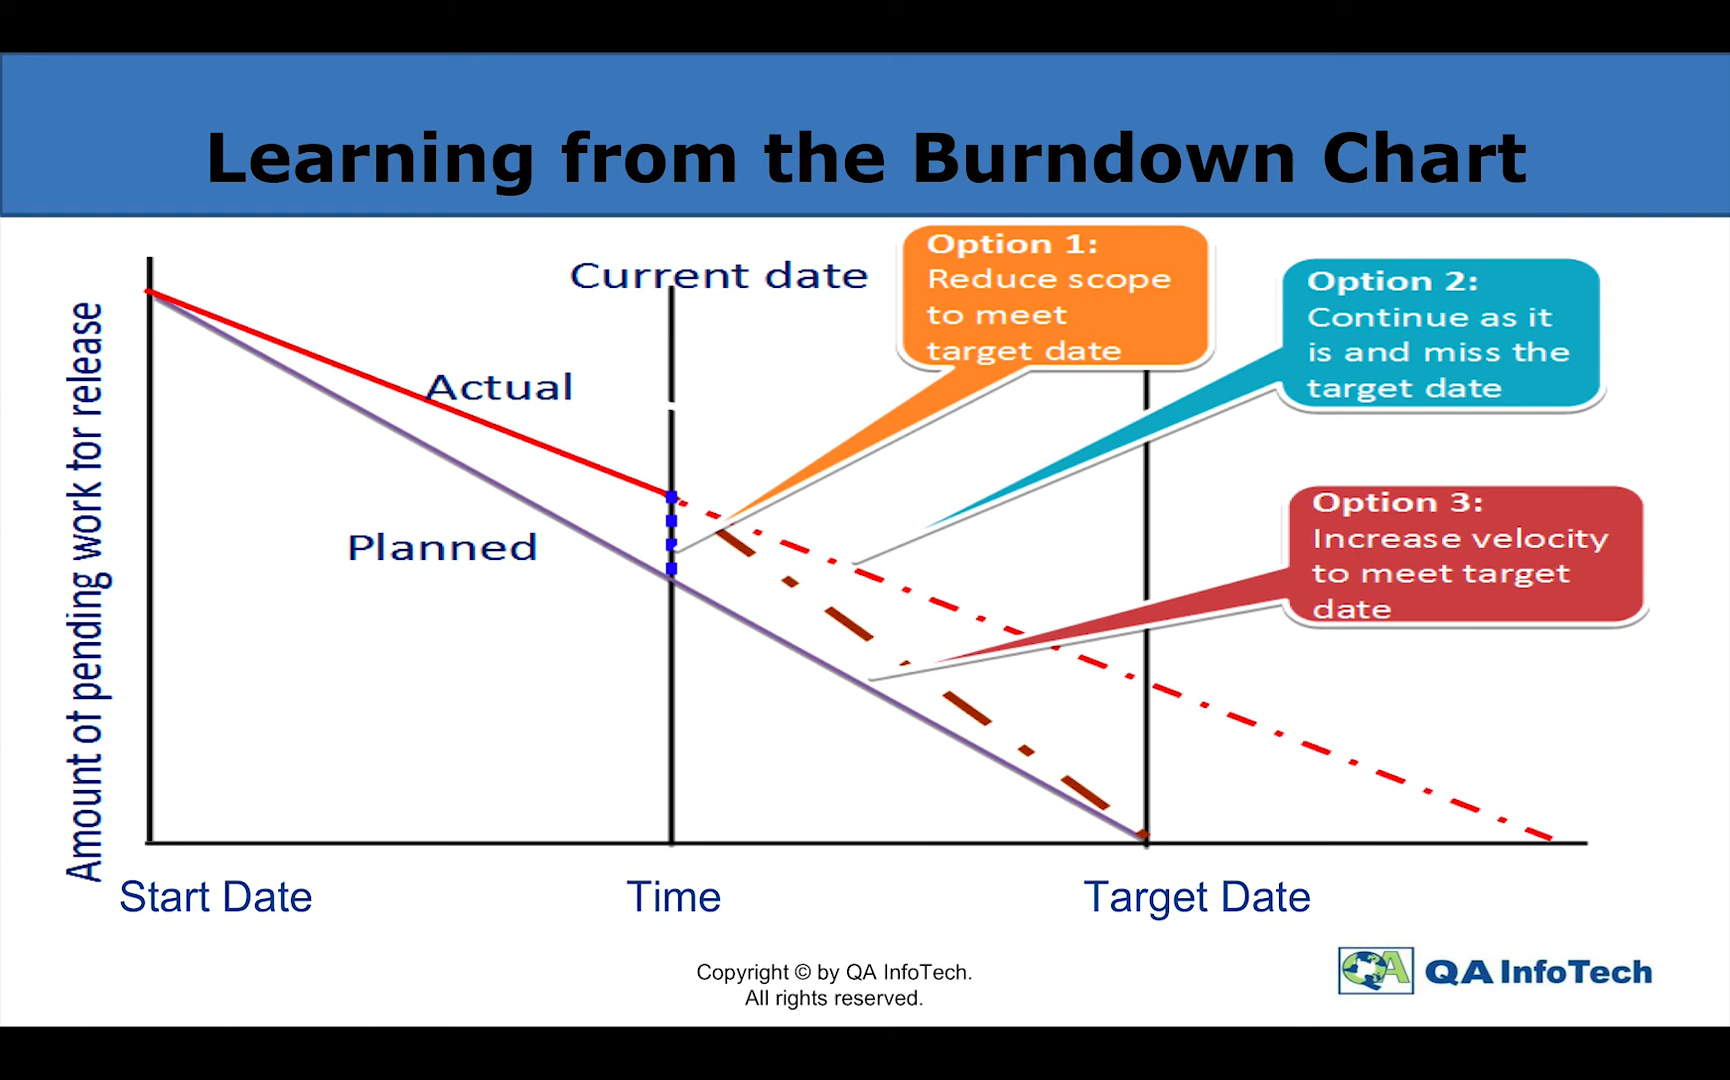 Learning from the Burndown Chart
Current date
Option 1:
Reduce scope
to meet
target date
Option 2:
Continue as it
is and miss the
target date
Actual
Planned
Option 3:
Increase velocity
to meet target
date
Amount of pending work for release
Start Date
Time
Target Date
Copyright © by QA InfoTech.
All rights reserved.
QA InfoTech